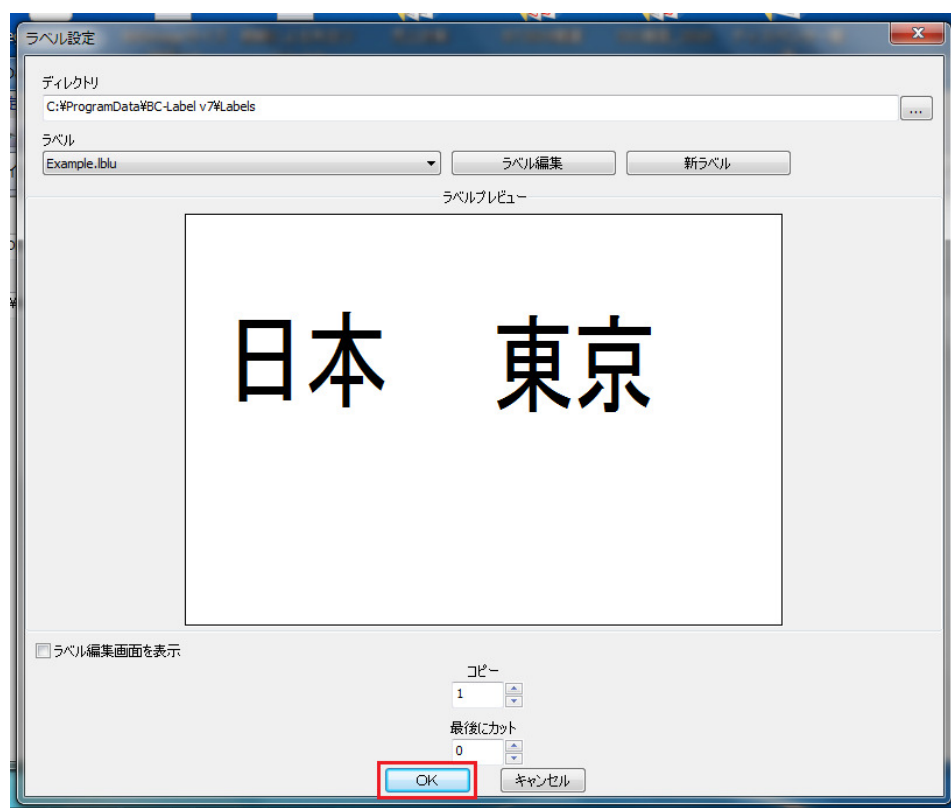 ラベル設定
ディレクトリ
C:¥ProgramData¥BC-Label v7¥Labels
...
ラベル
Example.lblu
ラベル編集
新ラベル
ラベルプレビュー
日本 東京
ラベル編集画面を表示
コピー
1
最後にカット
0
OK
キャンセル